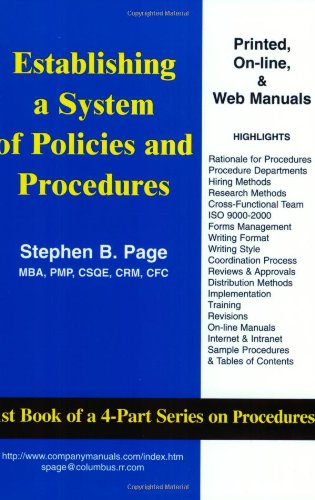 Establishing
a System
of Policies and
Procedures
Stephen B. Page
MBA, PMP, CSQE, CRM, CFC
Printed,
On-line,
&
Web Manuals
HIGHLIGHTS
Rationale for Procedures
Procedure Departments
Hiring Methods
Research Methods
Cross-Functional Team
ISO 9000-2000
Forms Management
Writing Format
Writing Style
Coordination Process
Reviews & Approvals
Distribution Methods
Implementation
Training
Revisions
On-line Manuals
Internet & Intranet
Sample Procedures
& Tables of Contents
1st Book of a 4-Part Series on Procedures
http://www.companymanuals.com/index.htm
spage@columbus.rr.com